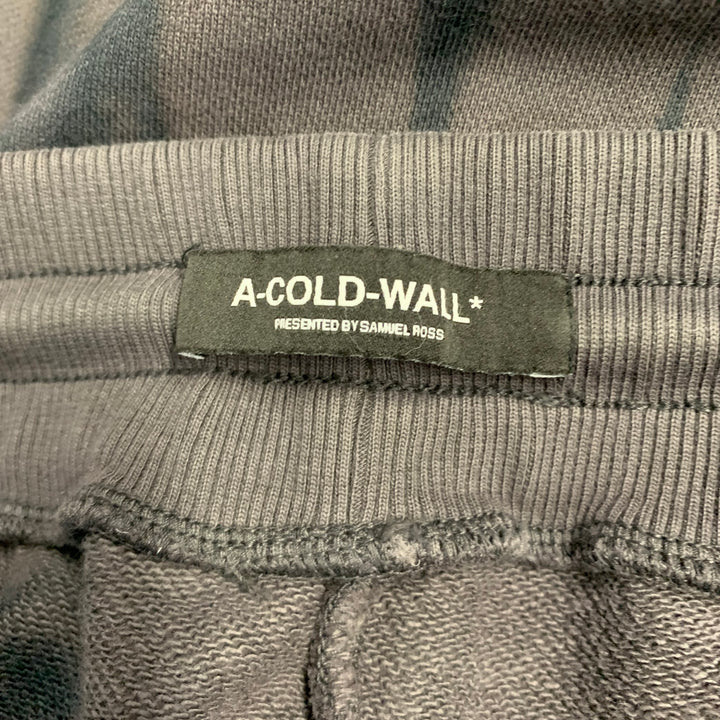 A-COLD-WALL*
PRESENTED BY SAMUEL ROSS